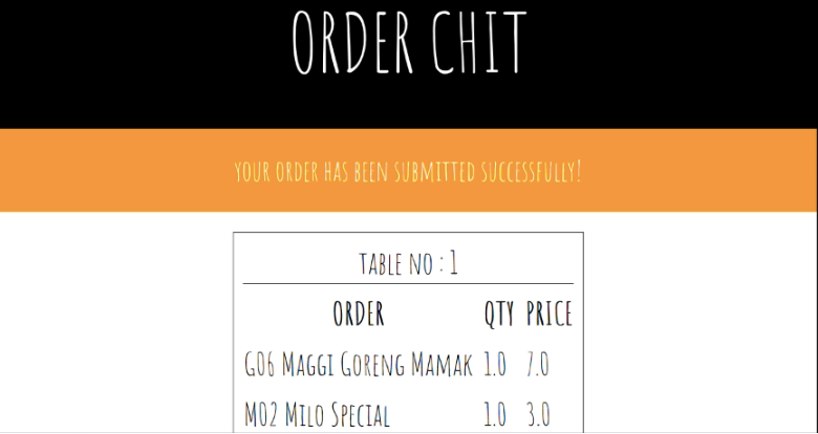 ORDER CHIT
YOUR ORDER HAS BEEN SUBMITTED SUCCESSFULLY!
TABLE NO : 1
ORDER QTY PRICE
G06 MAGGI GORENG MAMAK 1.0 7.0
M02 MILO SPECIAL 1.0 3.0